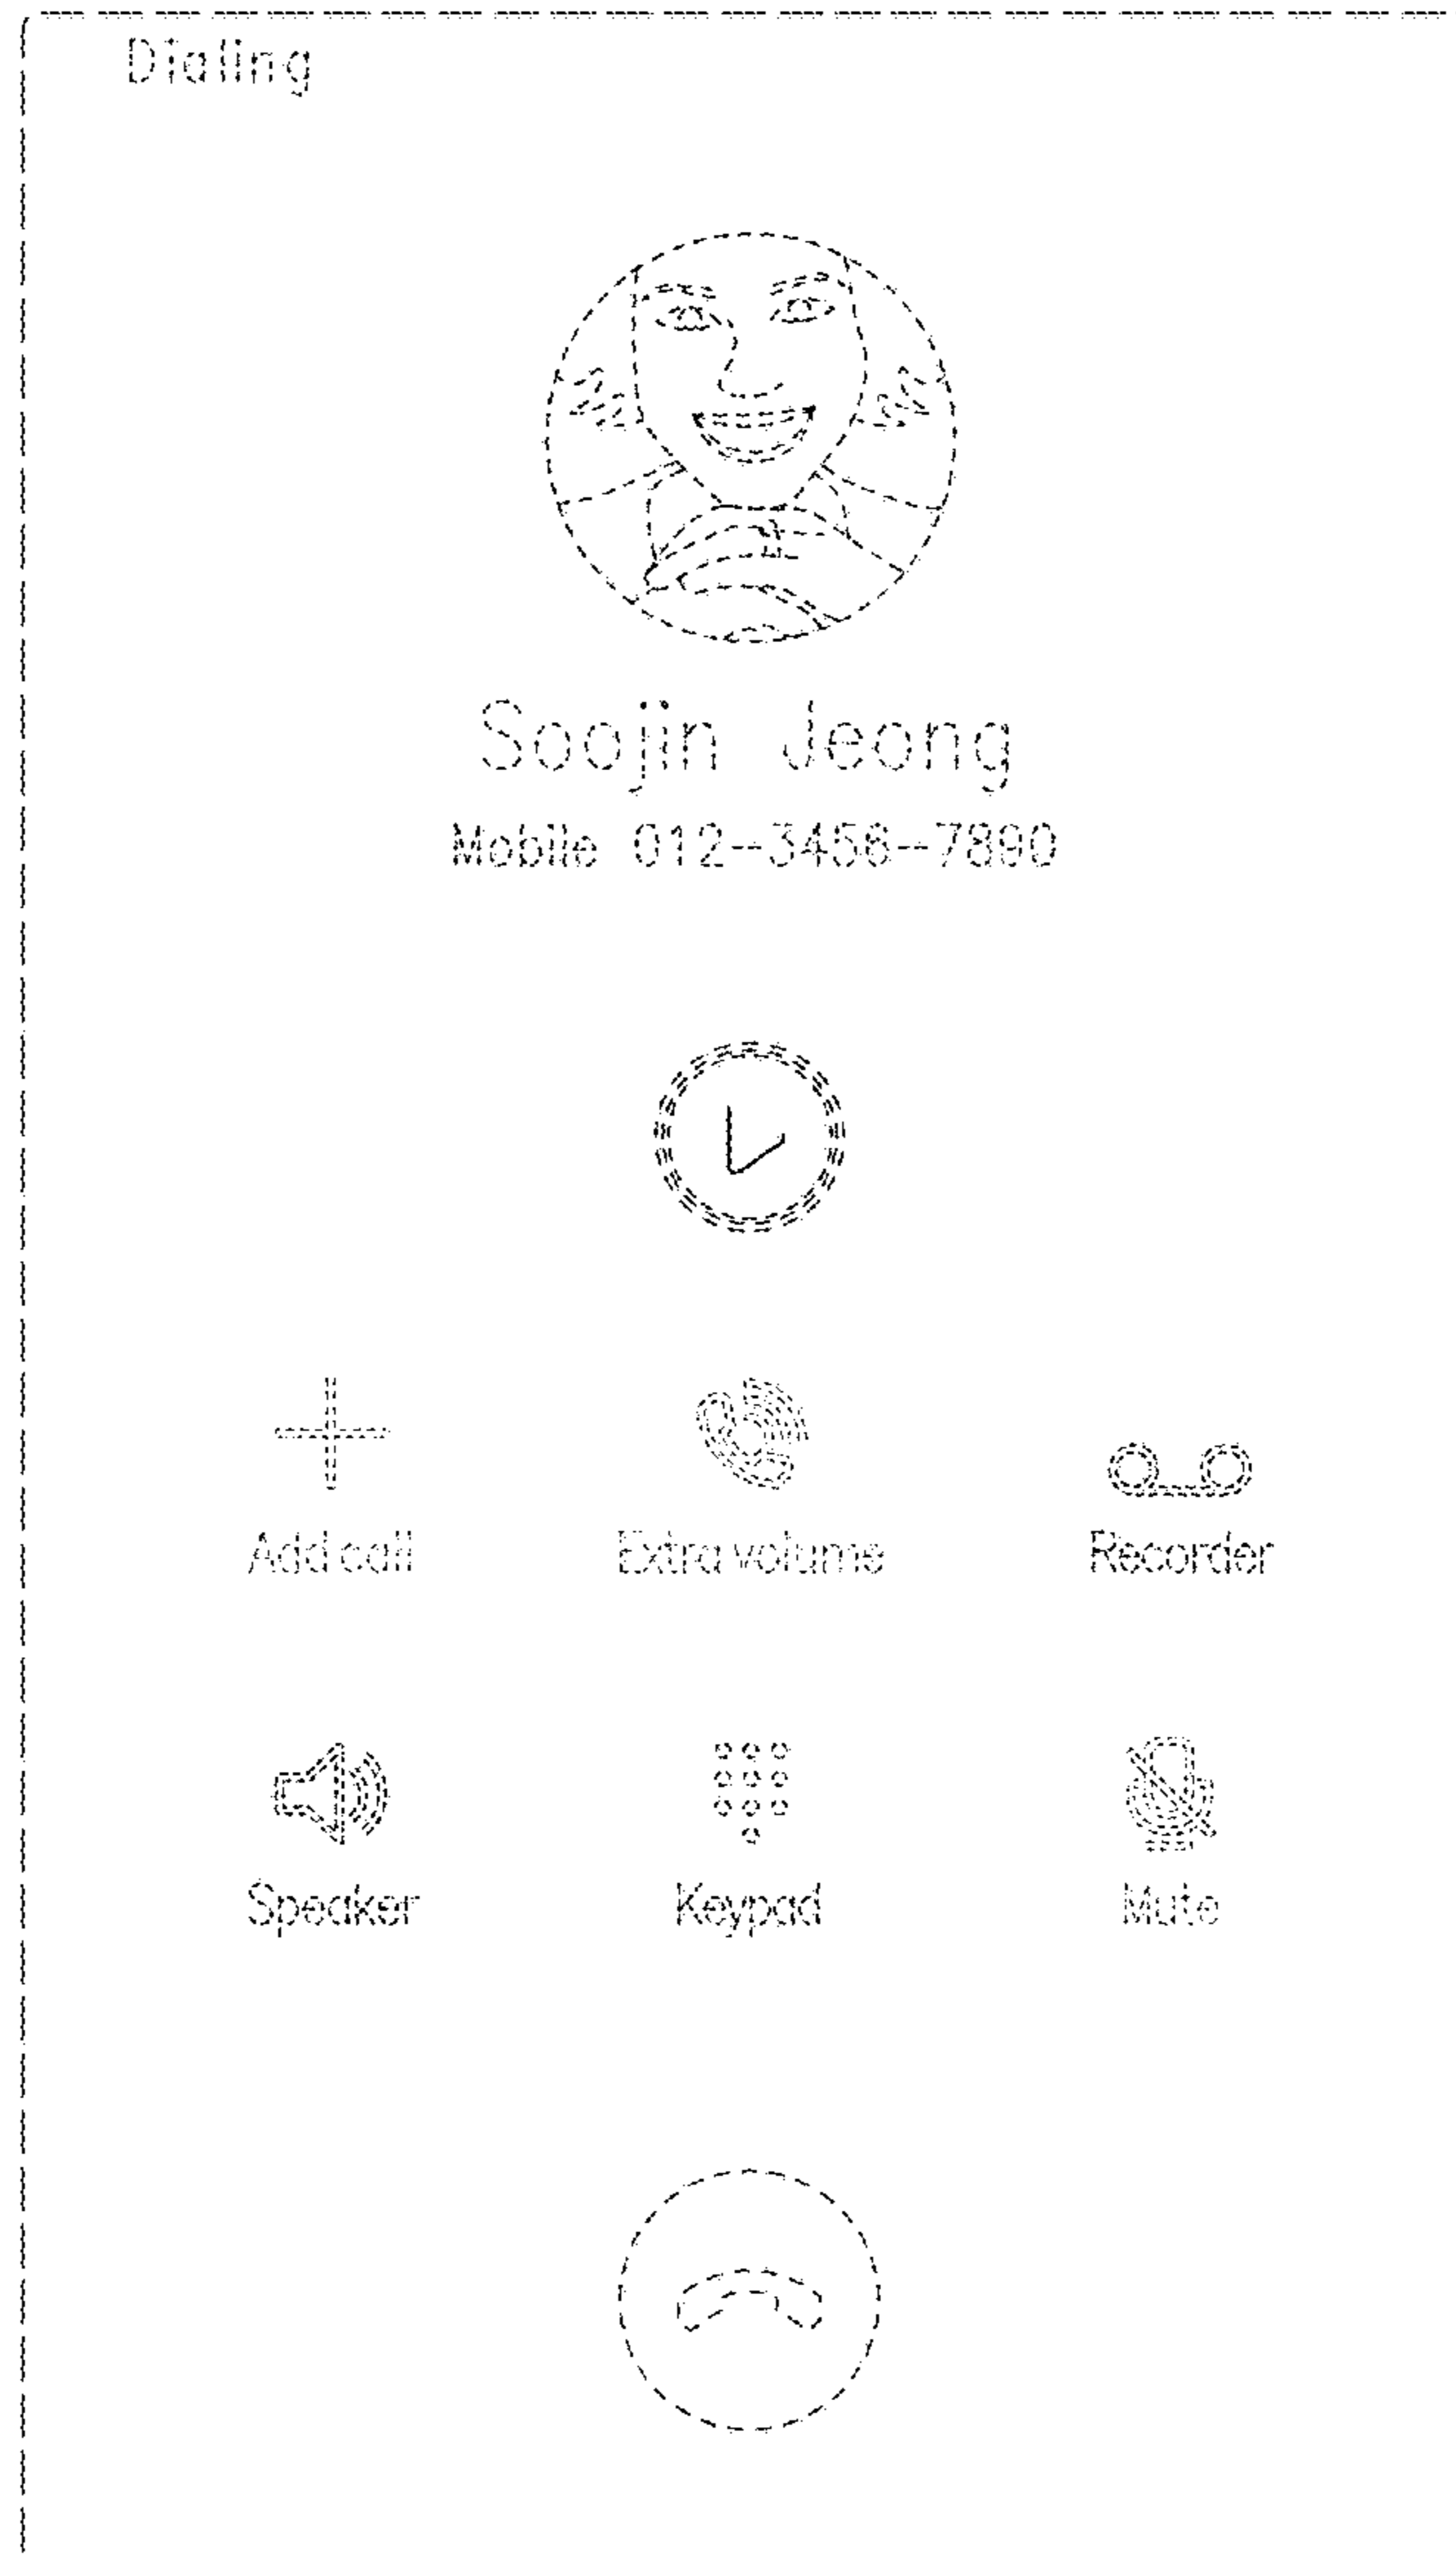 Dialing
Soojin Jeong
Mobile 012-3456-7890
Add call Extra volume Recorder
Speaker Keypad Mute